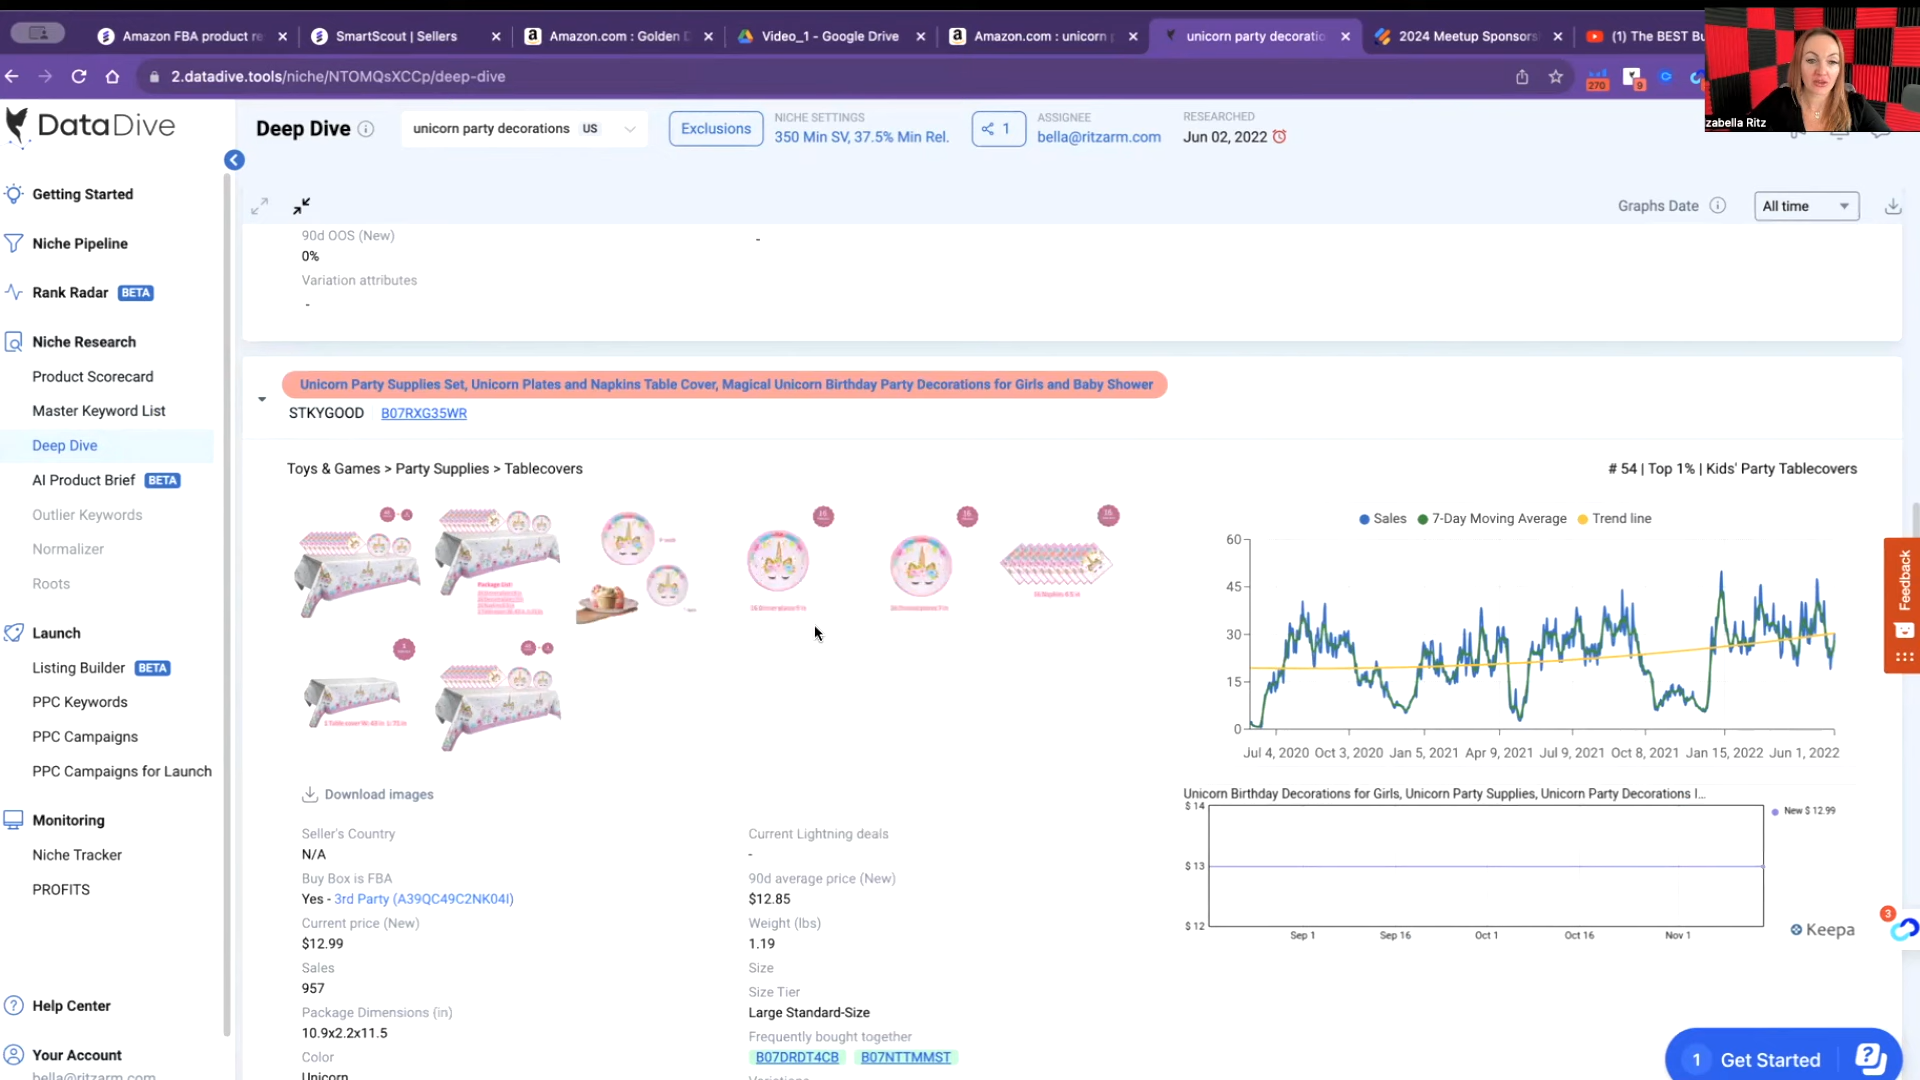 Amazon FBA product re
SmartScout | Sellers
Amazon.com : Golden D
Video_1 - Google Drive
Amazon.com : unicorn p
unicorn party decoratio
2024 Meetup Sponsors
(1) The BEST Bu
2.datadive.tools/niche/NTOMQsXCCp/deep-dive
270
9
zabella Ritz
DataDive
Deep Dive
unicorn party decorations US
Exclusions
NICHE SETTINGS
350 Min SV, 37.5% Min Rel.
1
ASSIGNEE
bella@ritzarm.com
RESEARCHED
Jun 02, 2022
Getting Started
Niche Pipeline
Rank Radar BETA
Niche Research
Product Scorecard
Master Keyword List
Deep Dive
AI Product Brief BETA
Outlier Keywords
Normalizer
Roots
Launch
Listing Builder BETA
PPC Keywords
PPC Campaigns
PPC Campaigns for Launch
Monitoring
Niche Tracker
PROFITS
Help Center
Your Account
bella@ritzarm.com
Graphs Date
All time
90d OOS (New)
0%
-
Variation attributes
-
Unicorn Party Supplies Set, Unicorn Plates and Napkins Table Cover, Magical Unicorn Birthday Party Decorations for Girls and Baby Shower
STKYGOOD B07RXG35WR
Toys & Games > Party Supplies > Tablecovers
# 54 | Top 1% | Kids' Party Tablecovers
Download images
Seller's Country
N/A
Buy Box is FBA
Yes - 3rd Party (A39QC49C2NK04I)
Current price (New)
$12.99
Sales
957
Package Dimensions (in)
10.9x2.2x11.5
Color
Unicorn
Current Lightning deals
-
90d average price (New)
$12.85
Weight (lbs)
1.19
Size
Size Tier
Large Standard-Size
Frequently bought together
B07DRDT4CB B07NTTMMST
Variations
Sales 7-Day Moving Average Trend line
60
45
30
15
0
Jul 4, 2020 Oct 3, 2020 Jan 5, 2021 Apr 9, 2021 Jul 9, 2021 Oct 8, 2021 Jan 15, 2022 Jun 1, 2022
Unicorn Birthday Decorations for Girls, Unicorn Party Supplies, Unicorn Party Decorations I...
$ 14
$ 13
$ 12
New $ 12.99
Sep 1 Sep 16 Oct 1 Oct 16 Nov 1
Keepa
Feedback
3
1 Get Started